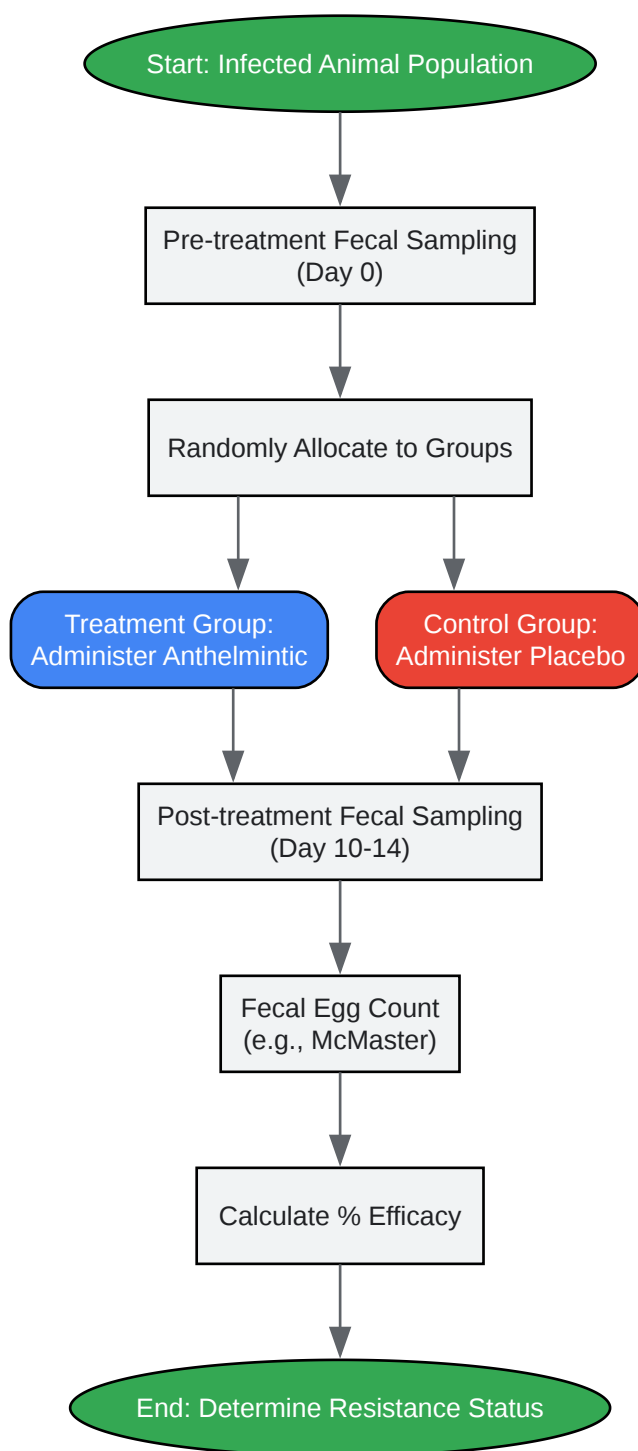 Start: Infected Animal Population
Pre-treatment Fecal Sampling
(Day 0)
Randomly Allocate to Groups
Treatment Group:
Administer Anthelmintic
Control Group:
Administer Placebo
Post-treatment Fecal Sampling
(Day 10-14)
Fecal Egg Count
(e.g., McMaster)
Calculate % Efficacy
End: Determine Resistance Status